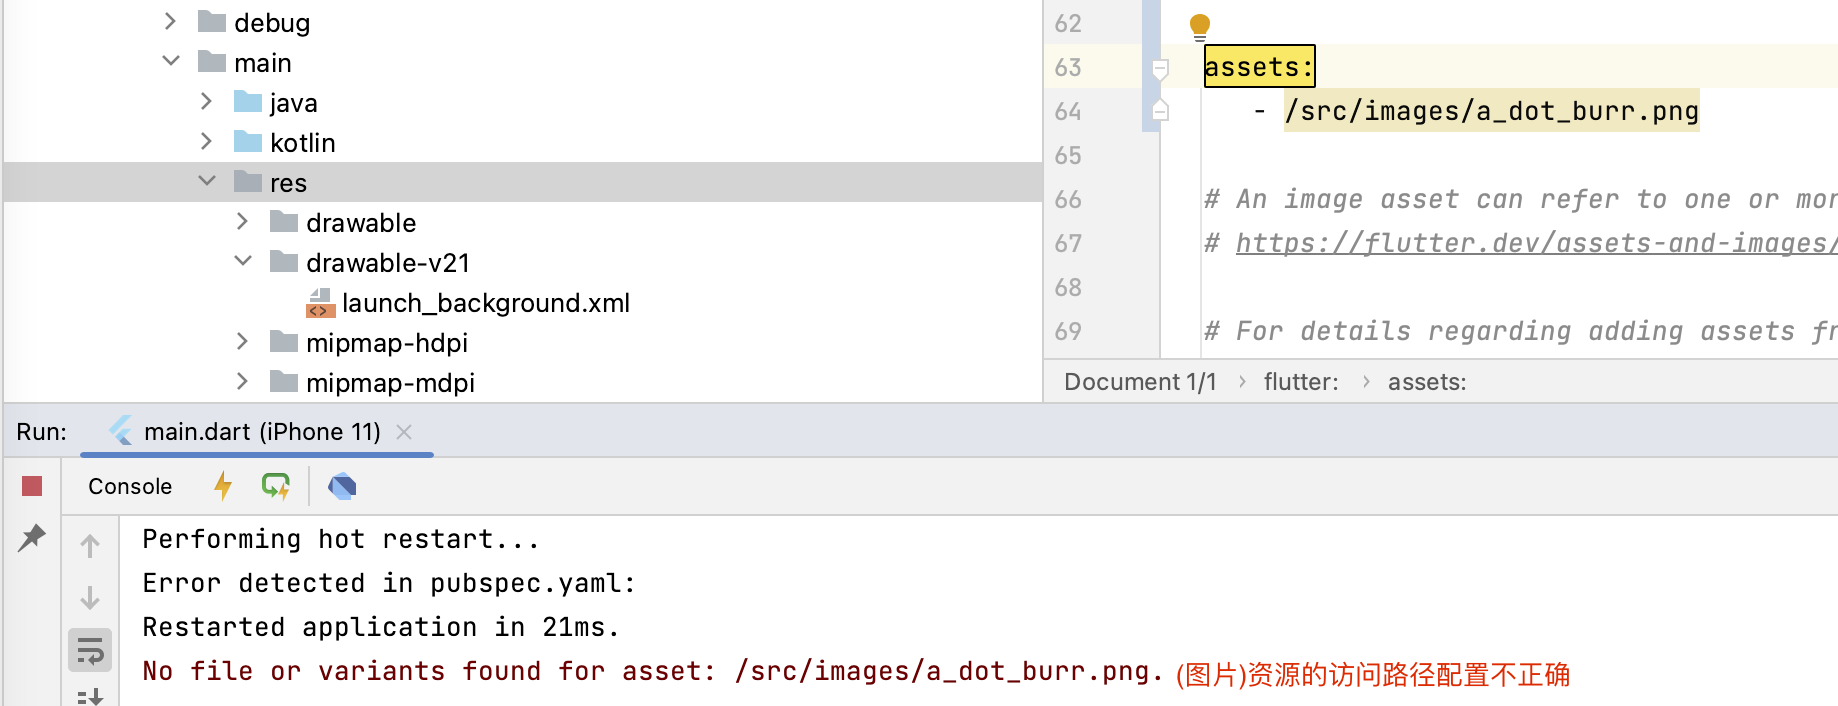 debug
main
java
kotlin
res
drawable
drawable-v21
launch_background.xml
mipmap-hdpi
mipmap-mdpi
62
63 assets:
64 - /src/images/a_dot_burr.png
65
66 # An image asset can refer to one or mor
67 # https://flutter.dev/assets-and-images/
68
69 # For details regarding adding assets fr
Document 1/1 › flutter: › assets:
Run: main.dart (iPhone 11)
Console
Performing hot restart...
Error detected in pubspec.yaml:
Restarted application in 21ms.
No file or variants found for asset: /src/images/a_dot_burr.png. (图片)资源的访问路径配置不正确